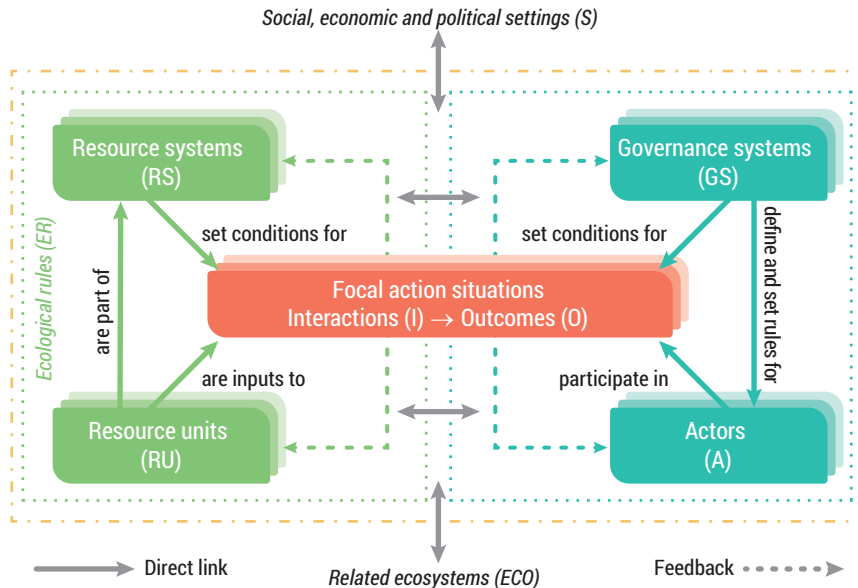 Social, economic and political settings (S)
Resource systems
(RS)
Governance systems
(GS)
set conditions for
set conditions for
Ecological rules (ER)
are part of
define and set rules for
Focal action situations
Interactions (I) → Outcomes (O)
are inputs to
participate in
Resource units
(RU)
Actors
(A)
Direct link
Related ecosystems (ECO)
Feedback